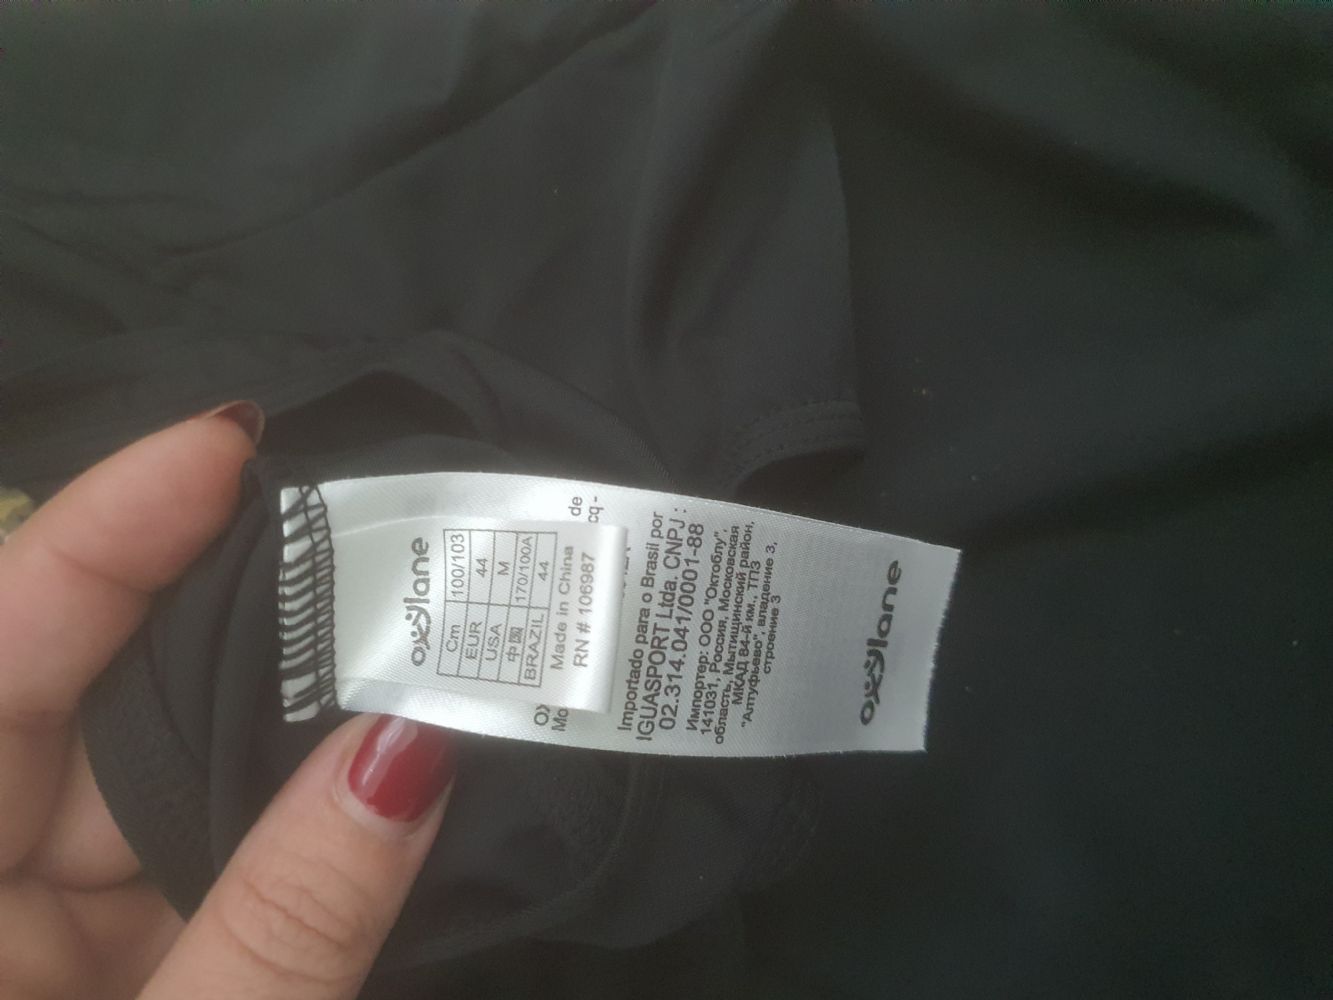 oxylane
Cm 100/103
EUR 44
USA M
中国 170/100A
BRAZIL 44
Made in China
RN # 106987
de
cq -
Importado para o Brasil por
IGUASPORT Ltda. CNPJ :
02.314.041/0001-88
Импортер: ООО "Октоблу",
141031, Россия, Московская
область, Мытищинский район,
МКАД 84-й км., ТПЗ
"Алтуфьево", владение 3,
строение 3
oxylane